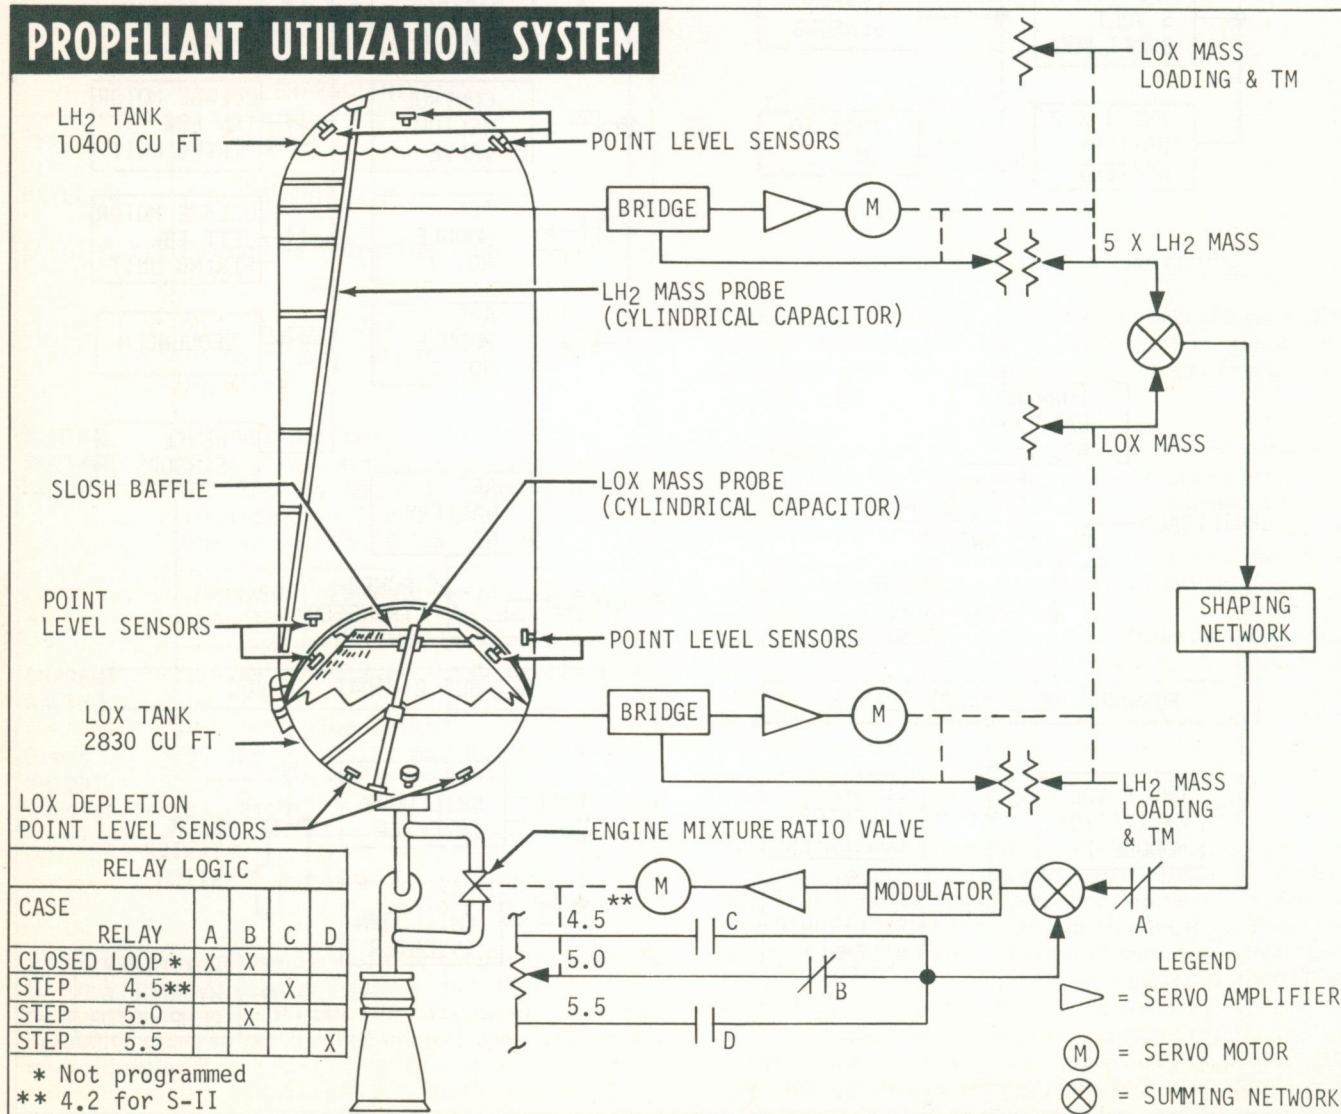 PROPELLANT UTILIZATION SYSTEM
LH2 TANK
10400 CU FT
POINT LEVEL SENSORS
LOX MASS
LOADING & TM
BRIDGE
M
5 X LH2 MASS
LH2 MASS PROBE
(CYLINDRICAL CAPACITOR)
LOX MASS
SLOSH BAFFLE
LOX MASS PROBE
(CYLINDRICAL CAPACITOR)
POINT
LEVEL SENSORS
POINT LEVEL SENSORS
SHAPING
NETWORK
LOX TANK
2830 CU FT
BRIDGE
M
LH2 MASS
LOADING
& TM
LOX DEPLETION
POINT LEVEL SENSORS
ENGINE MIXTURE RATIO VALVE
** M
MODULATOR
A
4.5 C
5.0 B
5.5 D
RELAY LOGIC
CASE
RELAY A B C D
CLOSED LOOP * X X
STEP 4.5** X
STEP 5.0 X
STEP 5.5 X
* Not programmed
** 4.2 for S-II
LEGEND
= SERVO AMPLIFIER
M = SERVO MOTOR
= SUMMING NETWORK